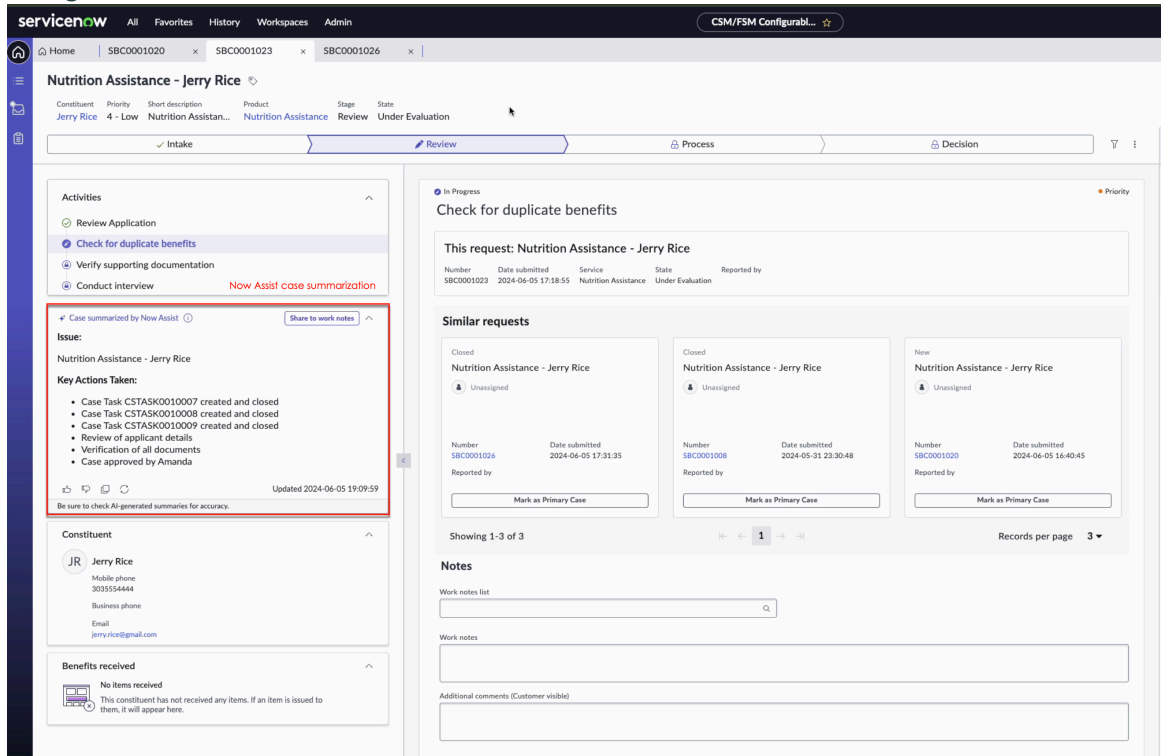 servicenow All Favorites History Workspaces Admin CSM/FSM Configurabl... ☆
Home SBC0001020 × SBC0001023 × SBC0001026 ×
Nutrition Assistance - Jerry Rice
Constituent Priority Short description Product Stage State
Jerry Rice 4 - Low Nutrition Assistan... Nutrition Assistance Review Under Evaluation
✓ Intake Review Process Decision
Activities
Review Application
Check for duplicate benefits
Verify supporting documentation
Conduct interview
Now Assist case summarization
Case summarized by Now Assist Share to work notes
Issue:
Nutrition Assistance - Jerry Rice
Key Actions Taken:
• Case Task CSTASK0010007 created and closed
• Case Task CSTASK0010008 created and closed
• Case Task CSTASK0010009 created and closed
• Review of applicant details
• Verification of all documents
• Case approved by Amanda
Updated 2024-06-05 19:09:59
Be sure to check AI-generated summaries for accuracy.
Constituent
JR Jerry Rice
Mobile phone
3035554444
Business phone
Email
jerry.rice@gmail.com
Benefits received
No items received
This constituent has not received any items. If an item is issued to
them, it will appear here.
In Progress Priority
Check for duplicate benefits
This request: Nutrition Assistance - Jerry Rice
Number Date submitted Service State Reported by
SBC0001023 2024-06-05 17:18:55 Nutrition Assistance Under Evaluation
Similar requests
Closed
Nutrition Assistance - Jerry Rice
Unassigned
Number Date submitted
SBC0001026 2024-06-05 17:31:35
Reported by
Mark as Primary Case
Closed
Nutrition Assistance - Jerry Rice
Unassigned
Number Date submitted
SBC0001008 2024-05-31 23:30:48
Reported by
Mark as Primary Case
New
Nutrition Assistance - Jerry Rice
Unassigned
Number Date submitted
SBC0001020 2024-06-05 16:40:45
Reported by
Mark as Primary Case
Showing 1-3 of 3 1 Records per page 3
Notes
Work notes list
Work notes
Additional comments (Customer visible)